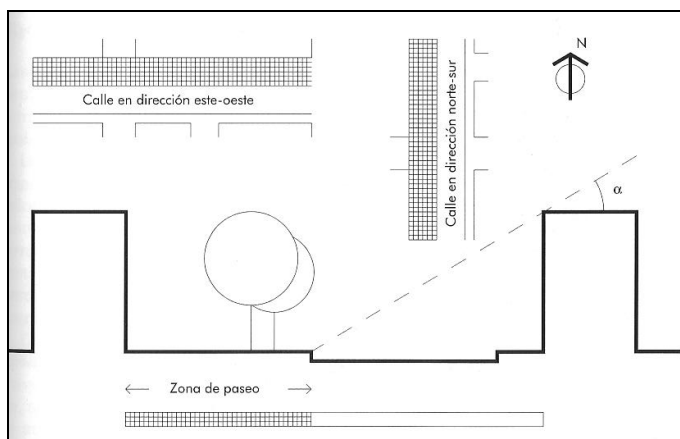 N
Calle en dirección este-oeste
Calle en dirección norte-sur
α
Zona de paseo